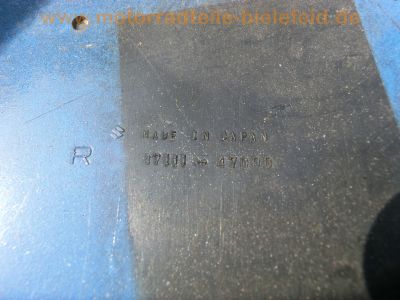 www.motorradteile-bielefeld.de
MADE IN JAPAN
R